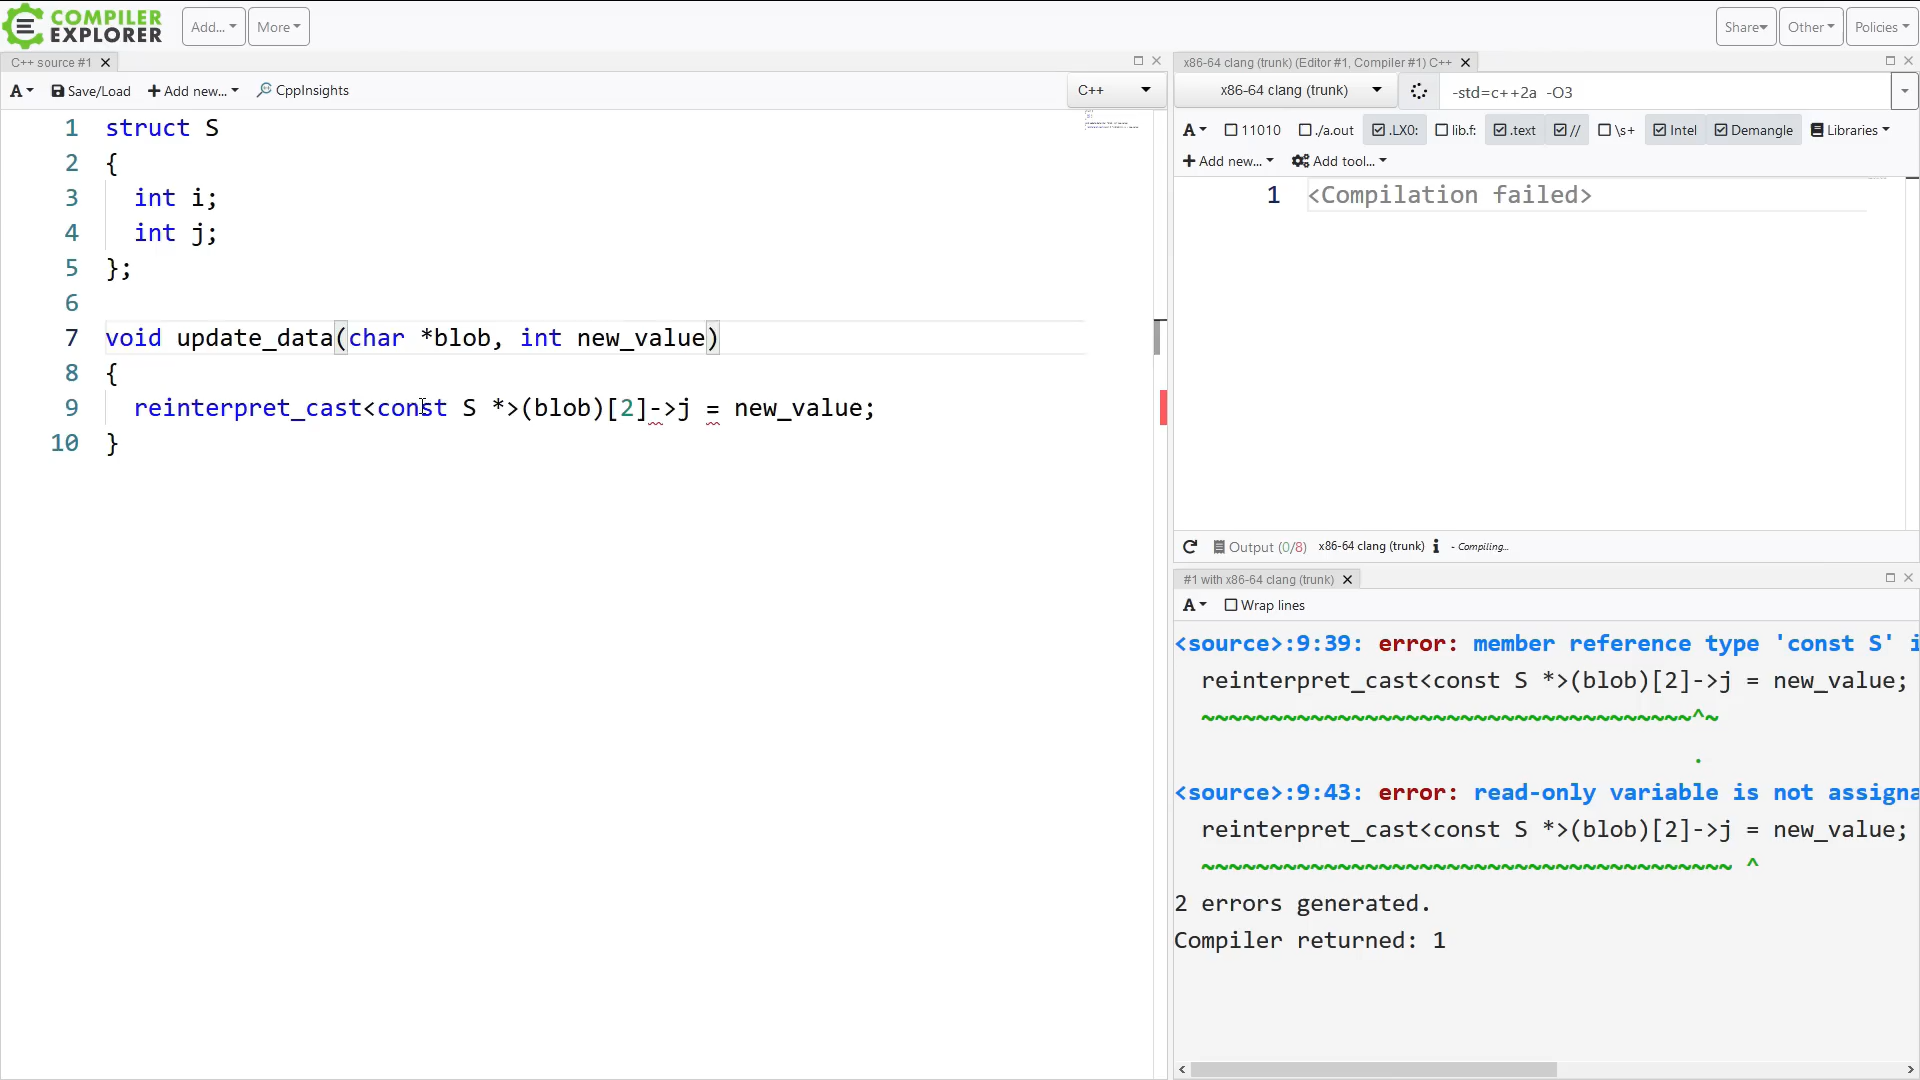 COMPILER
EXPLORER
Add...
More
Share
Other
Policies
C++ source #1
A
Save/Load
Add new...
CppInsights
C++
1 struct S
2 {
3 int i;
4 int j;
5 };
6
7 void update_data(char *blob, int new_value)
8 {
9 reinterpret_cast<const S *>(blob)[2]->j = new_value;
10 }
x86-64 clang (trunk) (Editor #1, Compiler #1) C++
x86-64 clang (trunk)
-std=c++2a -O3
A
11010
./a.out
.LX0:
lib.f:
.text
//
\s+
Intel
Demangle
Libraries
Add new...
Add tool...
1 <Compilation failed>
Output (0/8)
x86-64 clang (trunk)
- Compiling...
#1 with x86-64 clang (trunk)
A
Wrap lines
<source>:9:39: error: member reference type 'const S' i
reinterpret_cast<const S *>(blob)[2]->j = new_value;
~~~~~~~~~~~~~~~~~~~~~~~~~~~~~~~~~~~~^~
.
<source>:9:43: error: read-only variable is not assigna
reinterpret_cast<const S *>(blob)[2]->j = new_value;
~~~~~~~~~~~~~~~~~~~~~~~~~~~~~~~~~~~~~~~ ^
2 errors generated.
Compiler returned: 1